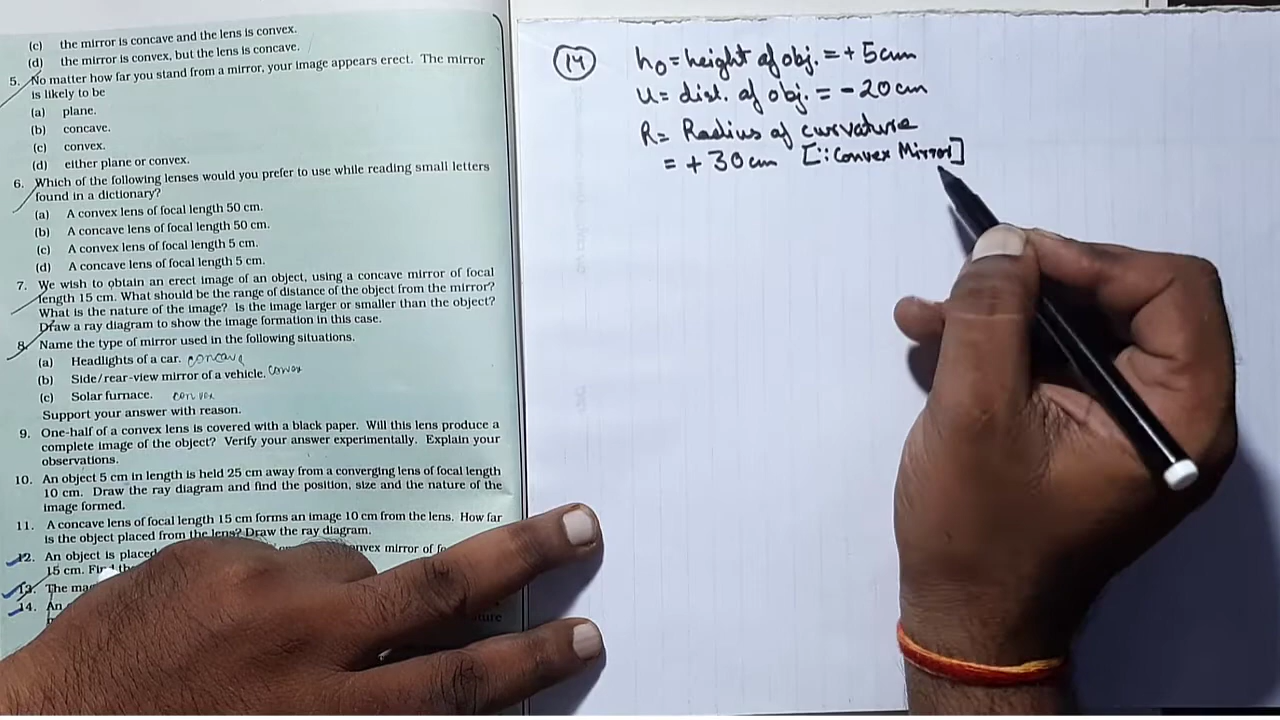 (c) the mirror is concave and the lens is convex.
(d) the mirror is convex, but the lens is concave.
5. No matter how far you stand from a mirror, your image appears erect. The mirror
is likely to be
(a) plane.
(b) concave.
(c) convex.
(d) either plane or convex.
6. Which of the following lenses would you prefer to use while reading small letters
found in a dictionary?
(a) A convex lens of focal length 50 cm.
(b) A concave lens of focal length 50 cm.
(c) A convex lens of focal length 5 cm.
(d) A concave lens of focal length 5 cm.
7. We wish to obtain an erect image of an object, using a concave mirror of focal
length 15 cm. What should be the range of distance of the object from the mirror?
What is the nature of the image? Is the image larger or smaller than the object?
Draw a ray diagram to show the image formation in this case.
8. Name the type of mirror used in the following situations.
(a) Headlights of a car. concave
(b) Side/rear-view mirror of a vehicle. convex
(c) Solar furnace. convex
Support your answer with reason.
9. One-half of a convex lens is covered with a black paper. Will this lens produce a
complete image of the object? Verify your answer experimentally. Explain your
observations.
10. An object 5 cm in length is held 25 cm away from a converging lens of focal length
10 cm. Draw the ray diagram and find the position, size and the nature of the
image formed.
11. A concave lens of focal length 15 cm forms an image 10 cm from the lens. How far
is the object placed from the lens? Draw the ray diagram.
12. An object is placed mirror of
15 cm.
13. The
14. An
(14) h₀ = height of obj. = + 5 cm
u = dist. of obj. = - 20 cm
R = Radius of curvature
= + 30 cm [∵ Convex Mirror]